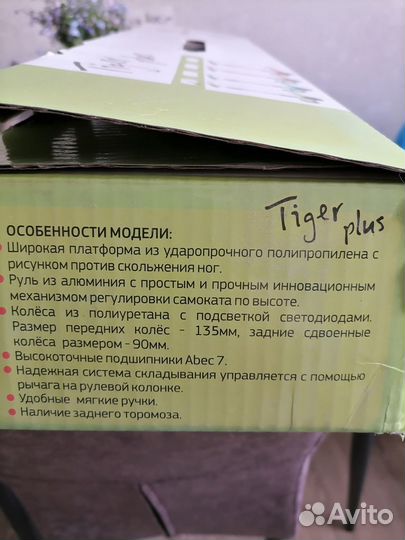 Tiger
plus
ОСОБЕННОСТИ МОДЕЛИ:
Широкая платформа из ударопрочного полипропилена с
рисунком против скольжения ног.
Руль из алюминия с простым и прочным инновационным
механизмом регулировки самоката по высоте.
Колёса из полиуретана с подсветкой светодиодами.
Размер передних колёс - 135мм, задние сдвоенные
колёса размером - 90мм.
Высокоточные подшипники Abec 7.
Надежная система складывания управляется с помощью
рычага на рулевой колонке.
Удобные мягкие ручки.
Наличие заднего торомоза.
Avito